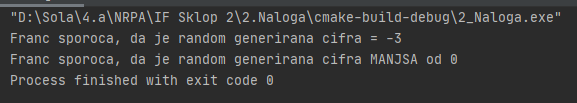 "D:\Sola\4.a\NRPA\IF Sklop 2\2.Naloga\cmake-build-debug\2_Naloga.exe"
Franc sporoca, da je random generirana cifra = -3
Franc sporoca, da je random generirana cifra MANJSA od 0
Process finished with exit code 0